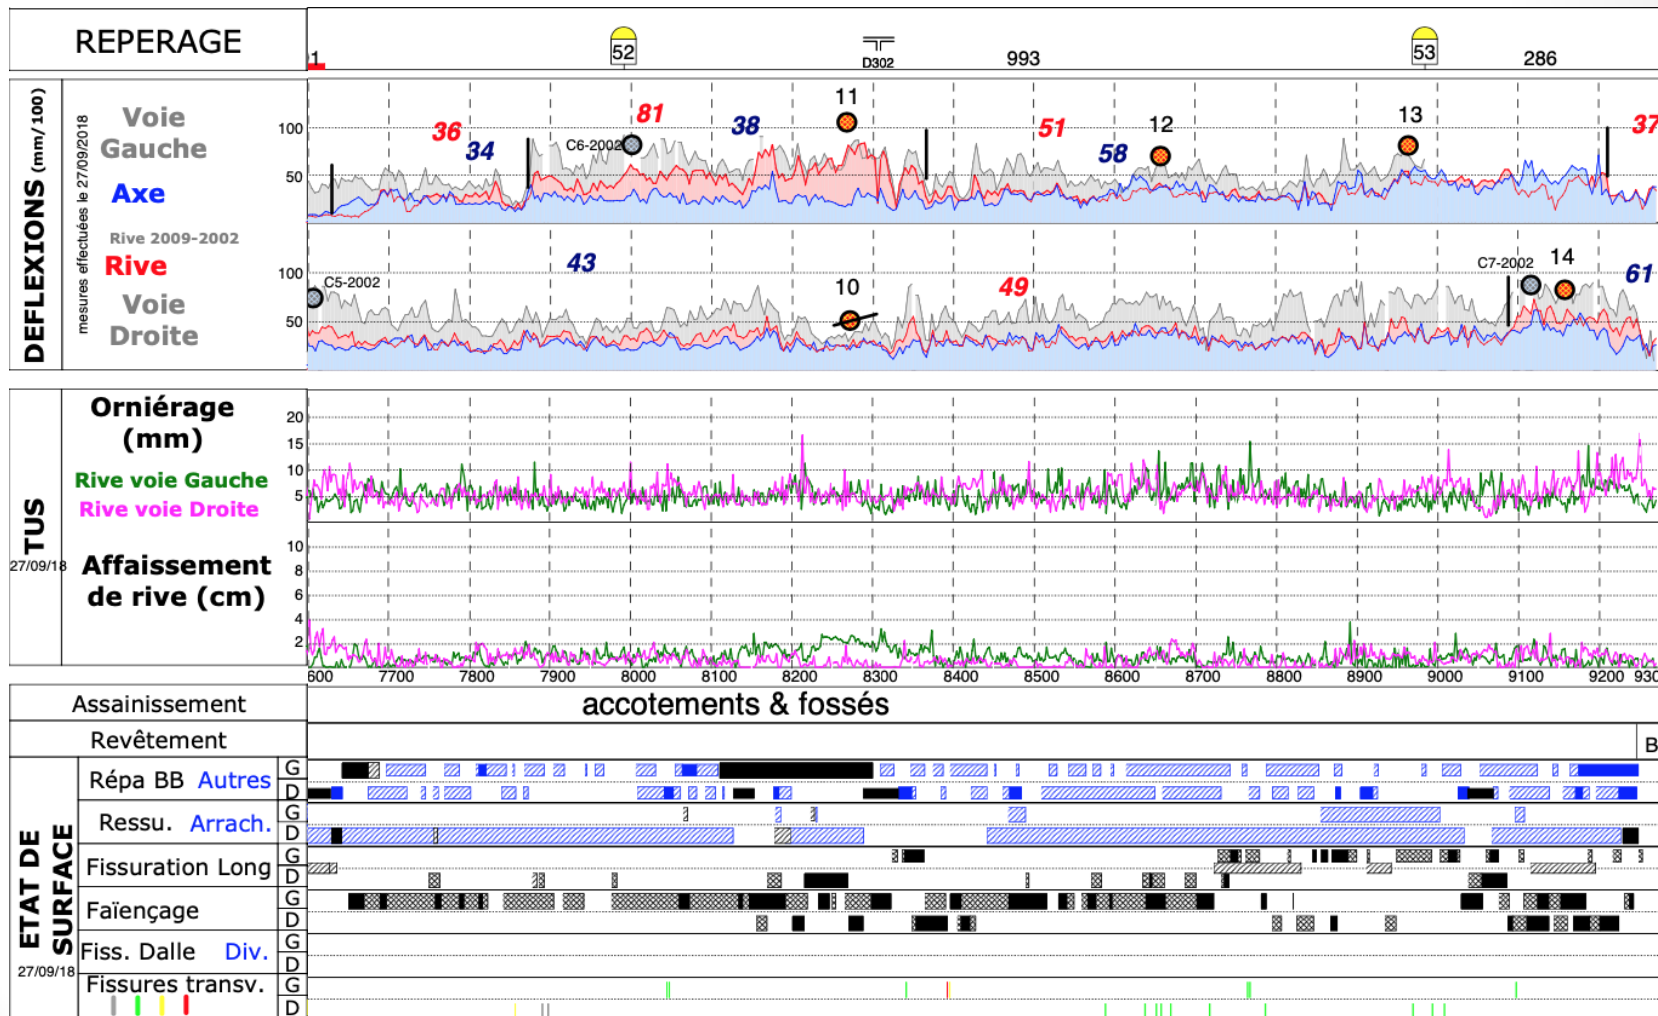 REPERAGE
52
D302
993
53
286
DEFLEXIONS (mm/100)
mesures effectuées le 27/09/2018
Voie
Gauche
Axe
Rive 2009-2002
Rive
Voie
Droite
100
50
36
34
C6-2002
81
38
11
51
58
12
13
37
100
50
C5-2002
43
10
49
C7-2002
14
61
TUS
27/09/18
Orniérage
(mm)
Rive voie Gauche
Rive voie Droite
20
15
10
5
Affaissement
de rive (cm)
10
8
6
4
2
600 7700 7800 7900 8000 8100 8200 8300 8400 8500 8600 8700 8800 8900 9000 9100 9200 930
Assainissement
accotements & fossés
Revêtement
B
ETAT DE
SURFACE
27/09/18
Répa BB Autres
G
D
Ressu. Arrach.
G
D
Fissuration Long
G
D
Faïençage
G
D
Fiss. Dalle Div.
G
D
Fissures transv.
G
D